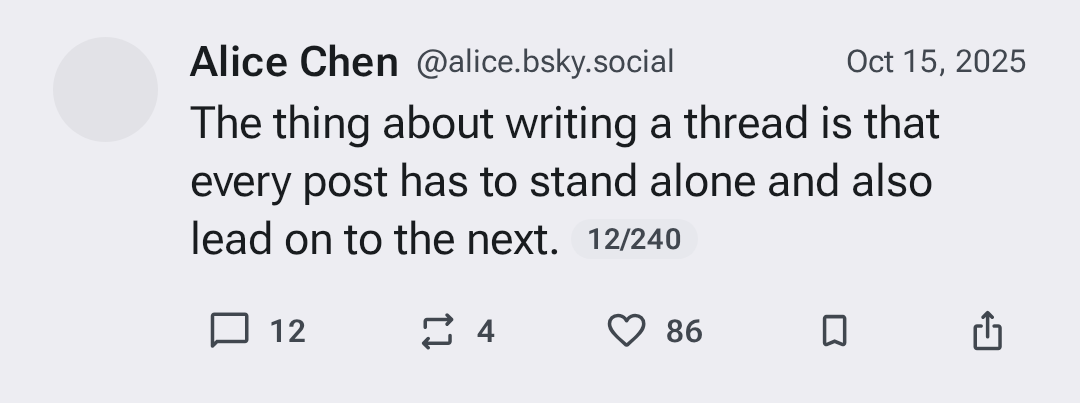 Alice Chen @alice.bsky.social Oct 15, 2025
The thing about writing a thread is that
every post has to stand alone and also
lead on to the next. 12/240
12 4 86